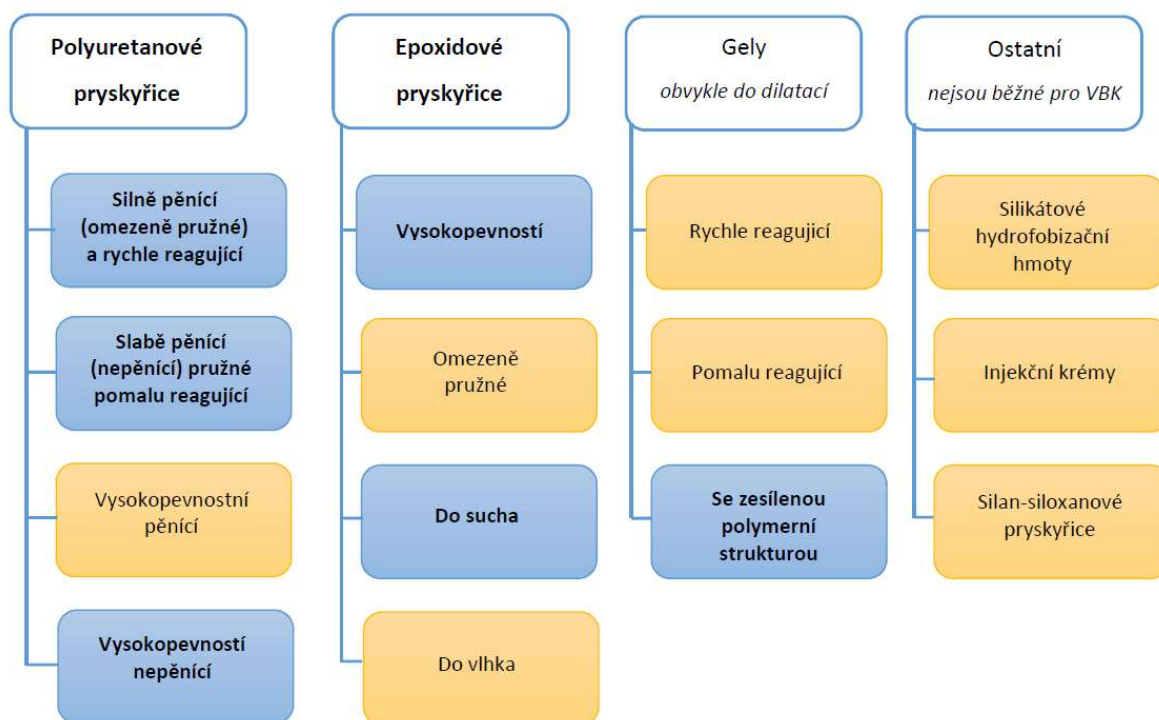 Polyuretanové
pryskyřice
Silně pěnící
(omezeně pružné)
a rychle reagující
Slabě pěnící
(nepěnící) pružné
pomalu reagující
Vysokopevnostní
pěnící
Vysokopevností
nepěnící
Epoxidové
pryskyřice
Vysokopevností
Omezeně
pružné
Do sucha
Do vlhka
Gely
obvykle do dilatací
Rychle reagujicí
Pomalu reagující
Se zesílenou
polymerní
strukturou
Ostatní
nejsou běžné pro VBK
Silikátové
hydrofobizační
hmoty
Injekční krémy
Silan-siloxanové
pryskyřice